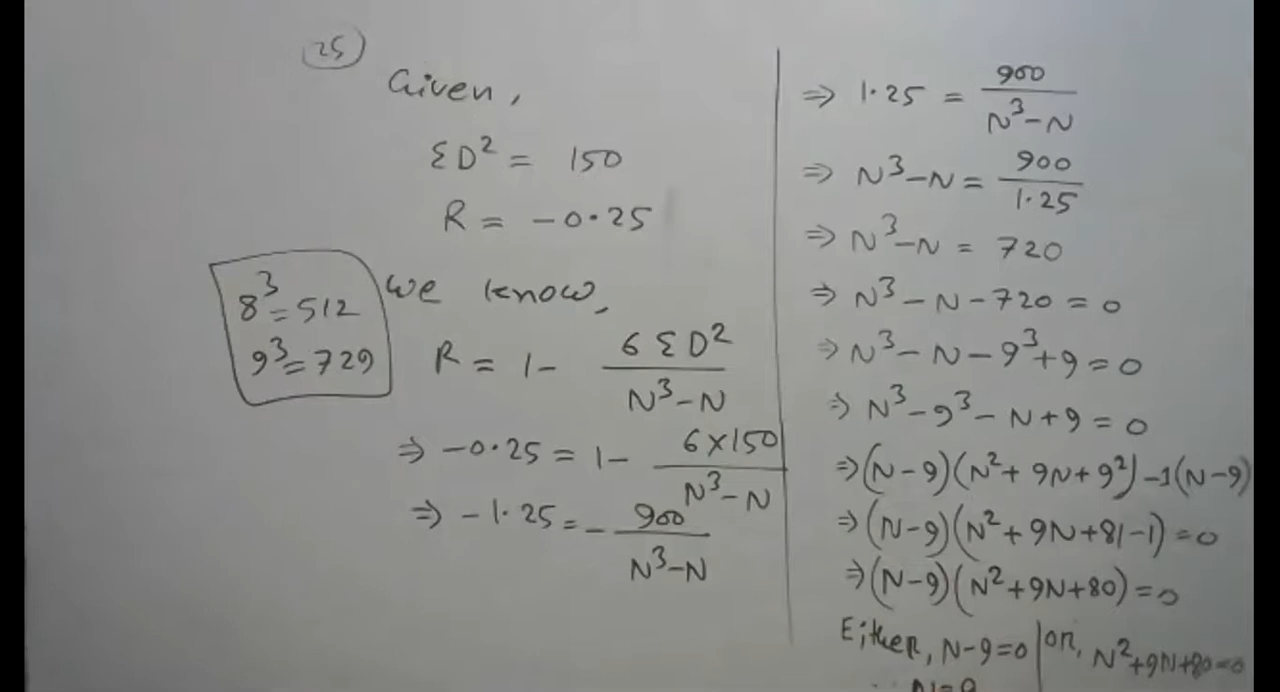 25
Given,
ΣD² = 150
R = -0.25
8³=512
9³=729
We know,
R = 1- 6ΣD²/N³-N
⇒ -0.25 = 1- 6×150/N³-N
⇒ -1.25 = - 900/N³-N
⇒ 1.25 = 900/N³-N
⇒ N³-N = 900/1.25
⇒ N³-N = 720
⇒ N³-N-720 = 0
⇒ N³-N-9³+9 = 0
⇒ N³-9³-N+9 = 0
⇒ (N-9)(N²+9N+9²)-1(N-9)
⇒ (N-9)(N²+9N+81-1) = 0
⇒ (N-9)(N²+9N+80) = 0
Either, N-9=0 | or, N²+9N+80=0
N=9